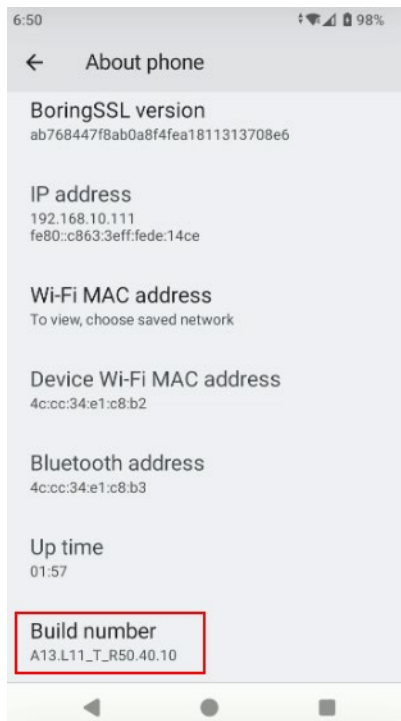 6:50
98%
About phone
BoringSSL version
ab768447f8ab0a8f4fea1811313708e6
IP address
192.168.10.111
fe80::c863:3eff:fede:14ce
Wi-Fi MAC address
To view, choose saved network
Device Wi-Fi MAC address
4c:cc:34:e1:c8:b2
Bluetooth address
4c:cc:34:e1:c8:b3
Up time
01:57
Build number
A13.L11_T_R50.40.10